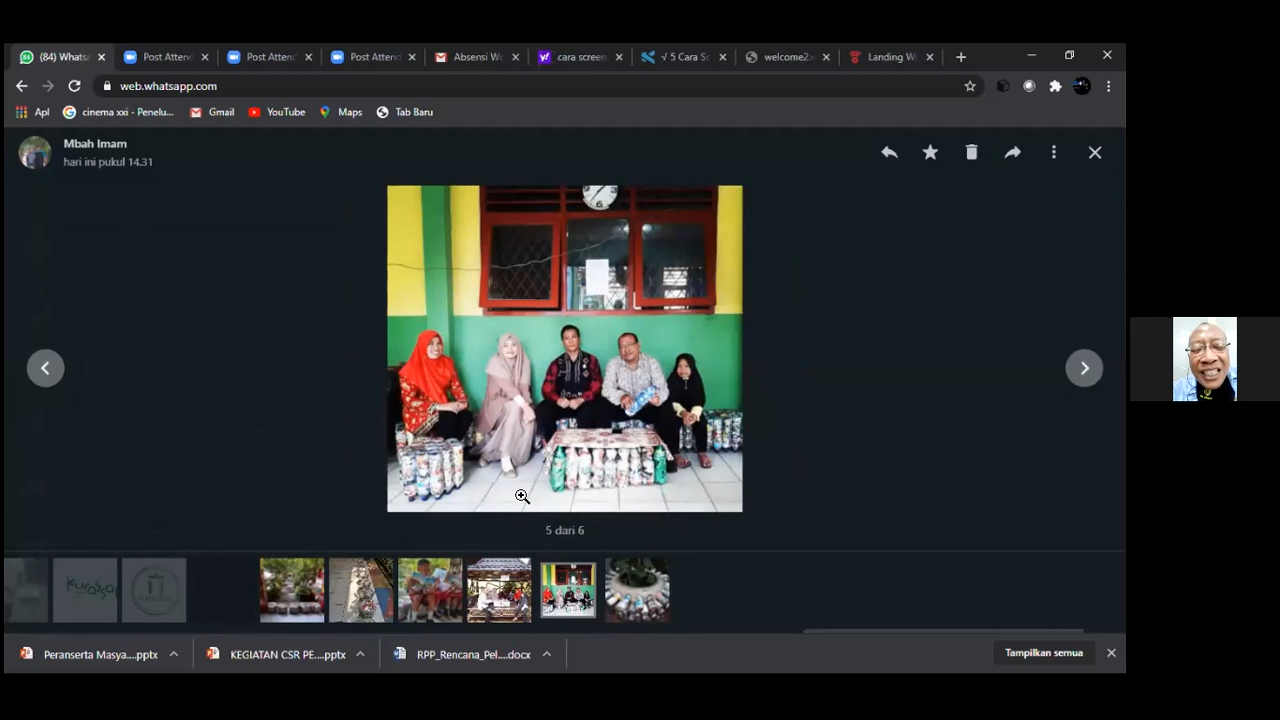 (84) Whats
Post Attend
Post Attenc
Post Attend
Absensi W
cara screen
√ 5 Cara Sc
welcome2
Landing W
web.whatsapp.com
Apl
cinema xxi - Penelu...
Gmail
YouTube
Maps
Tab Baru
Mbah Imam
hari ini pukul 14.31
5 dari 6
Peranserta Masya....pptx
KEGIATAN CSR PE....pptx
RPP_Rencana_Pel....docx
Tampilkan semua